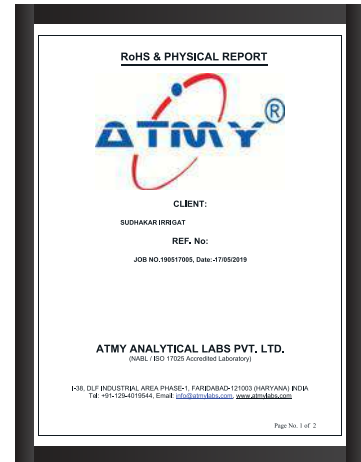 RoHS & PHYSICAL REPORT
ATMY ®
CLIENT:
SUDHAKAR IRRIGAT
REF. No:
JOB NO.190517005, Date:-17/05/2019
ATMY ANALYTICAL LABS PVT. LTD.
(NABL / ISO 17025 Accredited Laboratory)
I-38, DLF INDUSTRIAL AREA PHASE-1, FARIDABAD-121003 (HARYANA) INDIA
Tel: +91-129-4019544, Email: info@atmylabs.com, www.atmylabs.com
Page No. 1 of 2